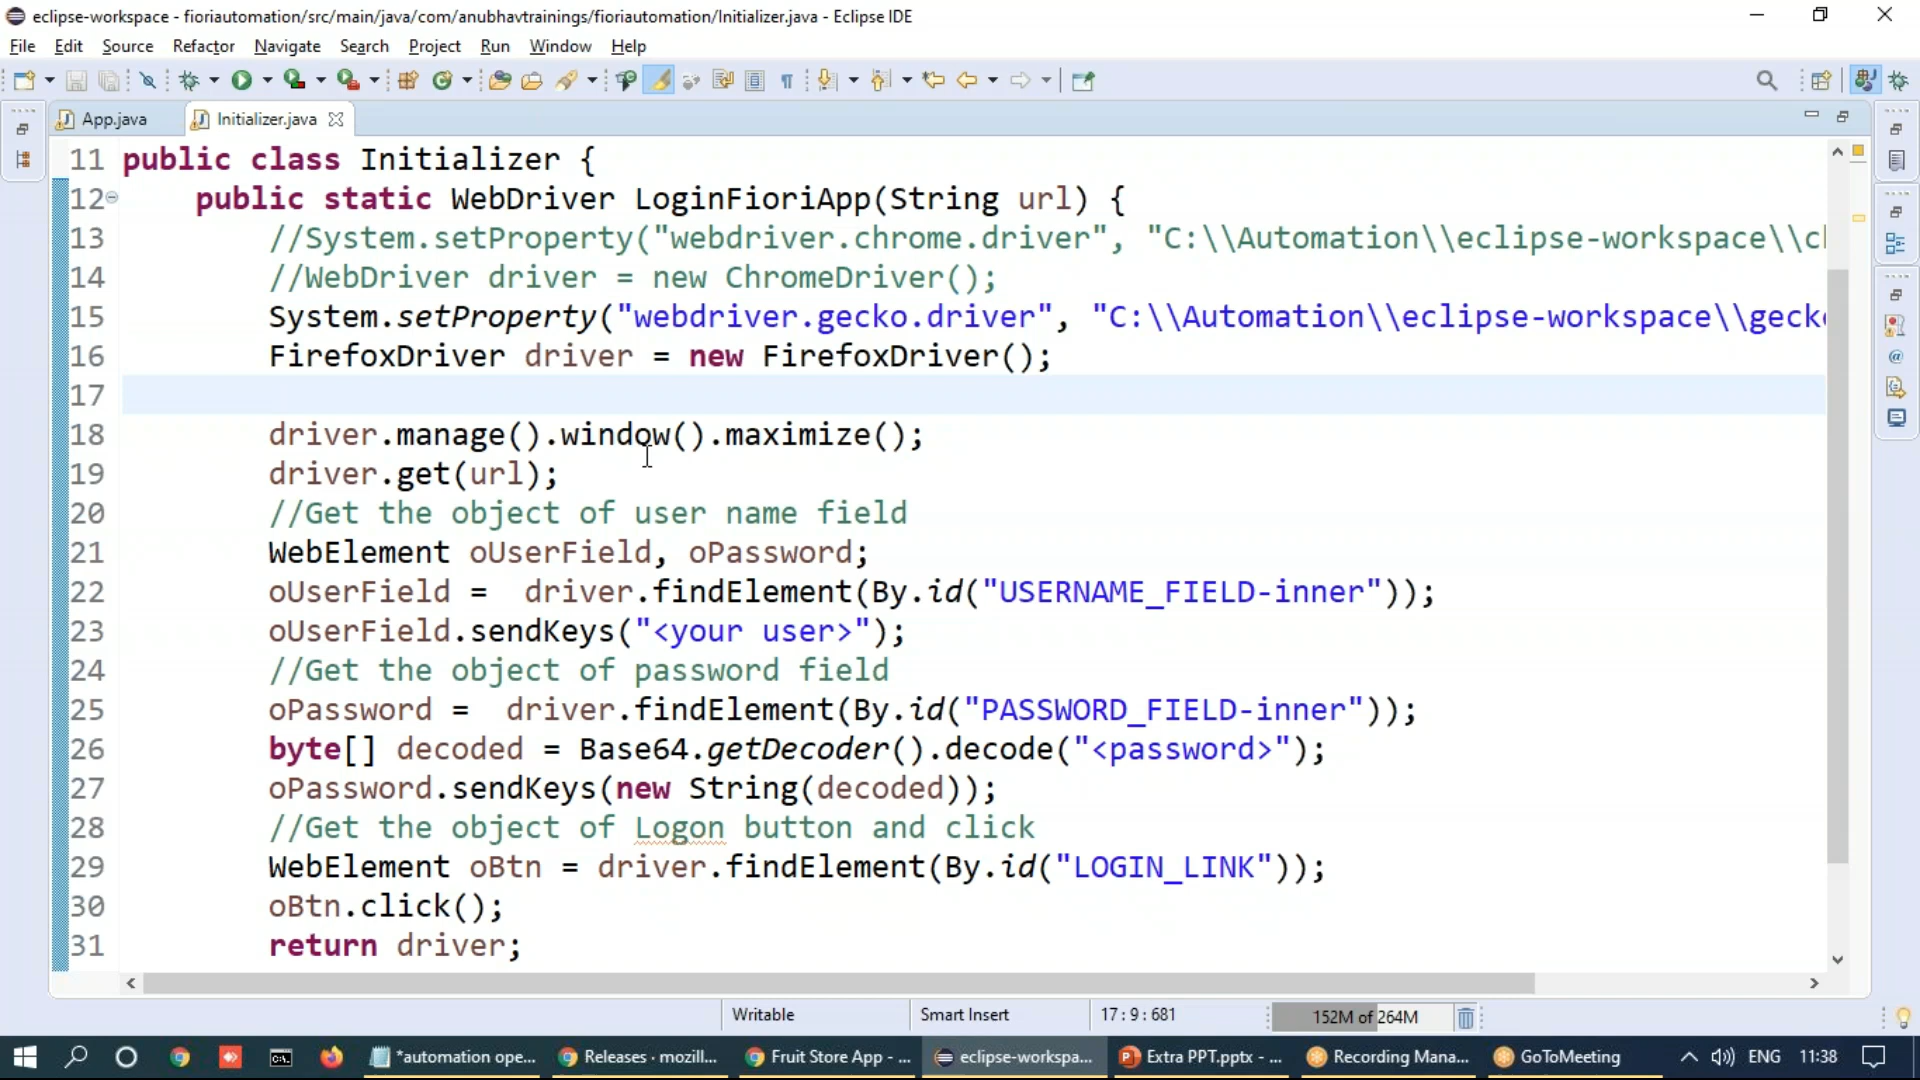 eclipse-workspace - fioriautomation/src/main/java/com/anubhavtrainings/fioriautomation/Initializer.java - Eclipse IDE
File Edit Source Refactor Navigate Search Project Run Window Help
App.java Initializer.java
11 public class Initializer {
12 public static WebDriver LoginFioriApp(String url) {
13 //System.setProperty("webdriver.chrome.driver", "C:\\Automation\\eclipse-workspace\\cl
14 //WebDriver driver = new ChromeDriver();
15 System.setProperty("webdriver.gecko.driver", "C:\\Automation\\eclipse-workspace\\geck
16 FirefoxDriver driver = new FirefoxDriver();
17
18 driver.manage().window().maximize();
19 driver.get(url);
20 //Get the object of user name field
21 WebElement oUserField, oPassword;
22 oUserField = driver.findElement(By.id("USERNAME_FIELD-inner"));
23 oUserField.sendKeys("<your user>");
24 //Get the object of password field
25 oPassword = driver.findElement(By.id("PASSWORD_FIELD-inner"));
26 byte[] decoded = Base64.getDecoder().decode("<password>");
27 oPassword.sendKeys(new String(decoded));
28 //Get the object of Logon button and click
29 WebElement oBtn = driver.findElement(By.id("LOGIN_LINK"));
30 oBtn.click();
31 return driver;
Writable Smart Insert 17 : 9 : 681 152M of 264M
*automation ope... Releases · mozill... Fruit Store App - ... eclipse-workspa... Extra PPT.pptx - ... Recording Mana... GoToMeeting ENG 11:38